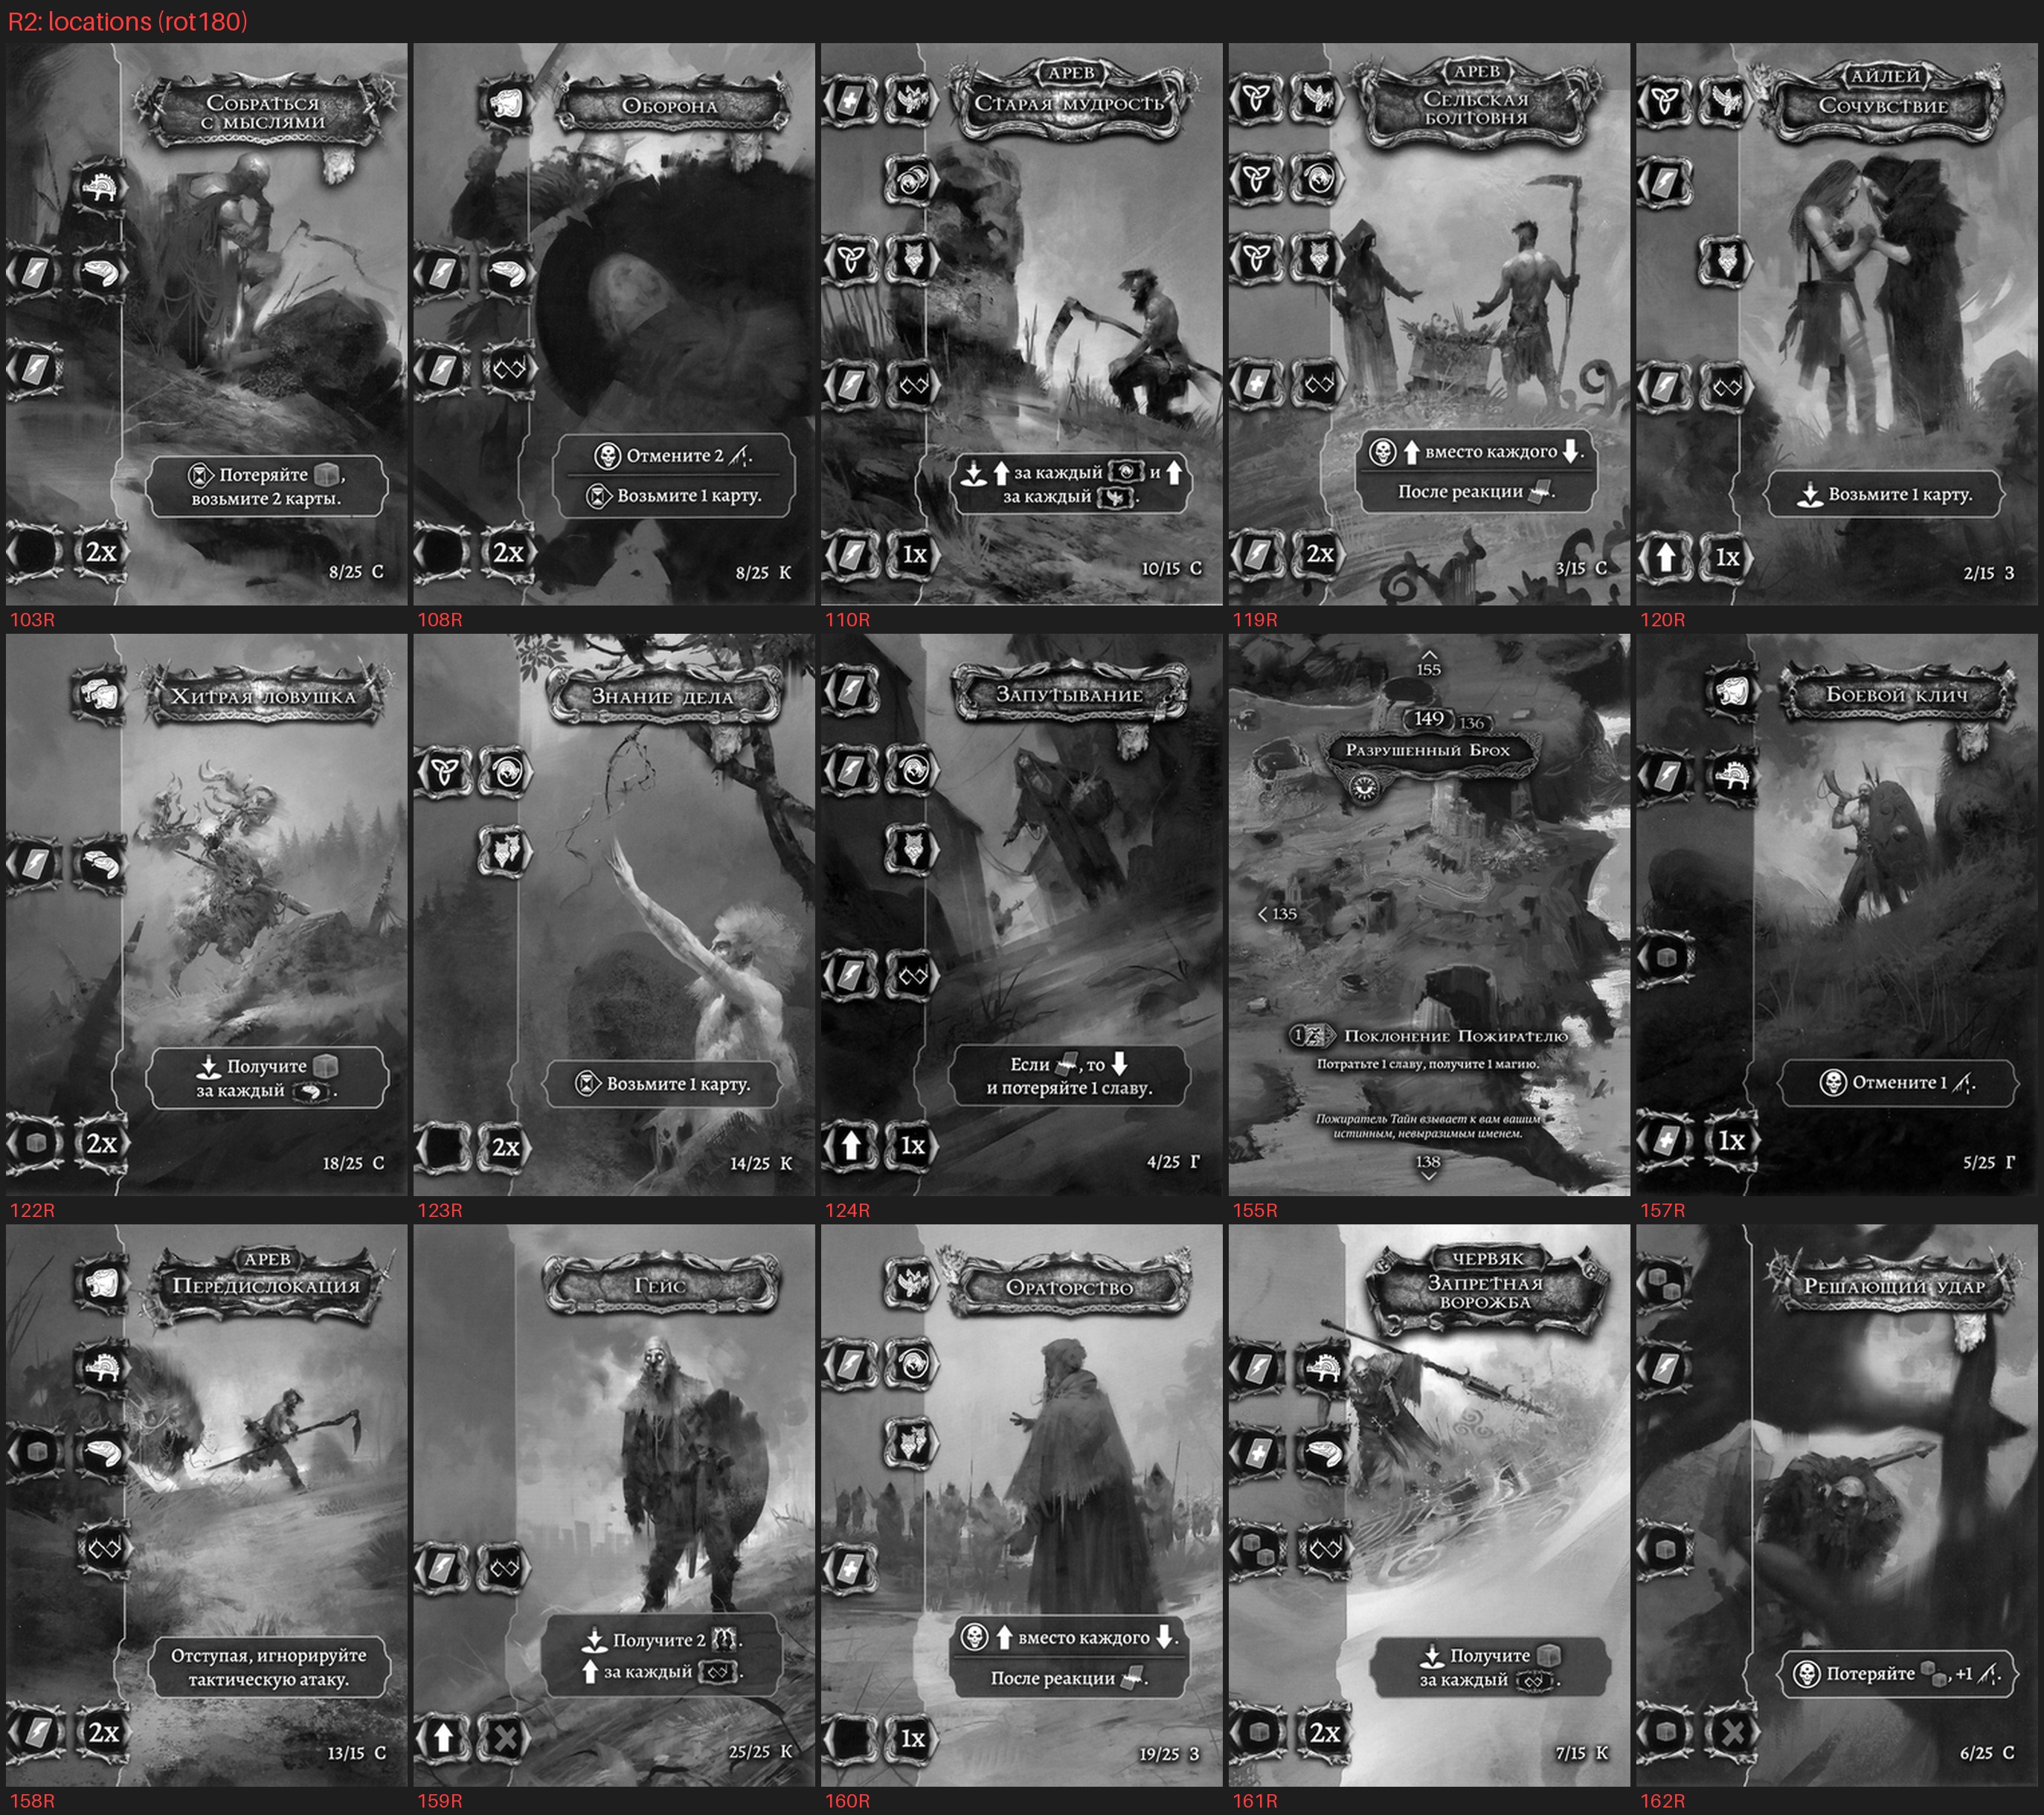 R2: locations (rot180)
Собраться
с мыслями
Потеряйте ,
возьмите 2 карты.
2x
8/25 С
Оборона
Отмените 2 .
Возьмите 1 карту.
2x
8/25 К
АРЕВ
Старая мудрость
за каждый и
за каждый .
1x
10/15 С
АРЕВ
Сельская
болтовня
вместо каждого .
После реакции .
2x
3/15 С
АЙЛЕЙ
Сочувствие
Возьмите 1 карту.
1x
2/15 З
103R
108R
110R
119R
120R
Хитрая ловушка
Получите
за каждый .
2x
18/25 С
Знание дела
Возьмите 1 карту.
2x
14/25 К
Запутывание
Если , то
и потеряйте 1 славу.
1x
4/25 Г
155
149 136
Разрушенный Брох
< 135
1 Поклонение Пожирателю
Потратьте 1 славу, получите 1 магию.
Пожиратель Тайн взывает к вам вашим
истинным, невыразимым именем.
138
Боевой клич
Отмените 1 .
1x
5/25 Г
122R
123R
124R
155R
157R
АРЕВ
Передислокация
Отступая, игнорируйте
тактическую атаку.
2x
13/15 С
Гейс
Получите 2 .
за каждый .
25/25 К
Ораторство
вместо каждого .
После реакции .
1x
19/25 З
ЧЕРВЯК
Запретная
ворожба
Получите
за каждый .
2x
7/15 К
Решающий удар
Потеряйте , +1 .
6/25 С
158R
159R
160R
161R
162R